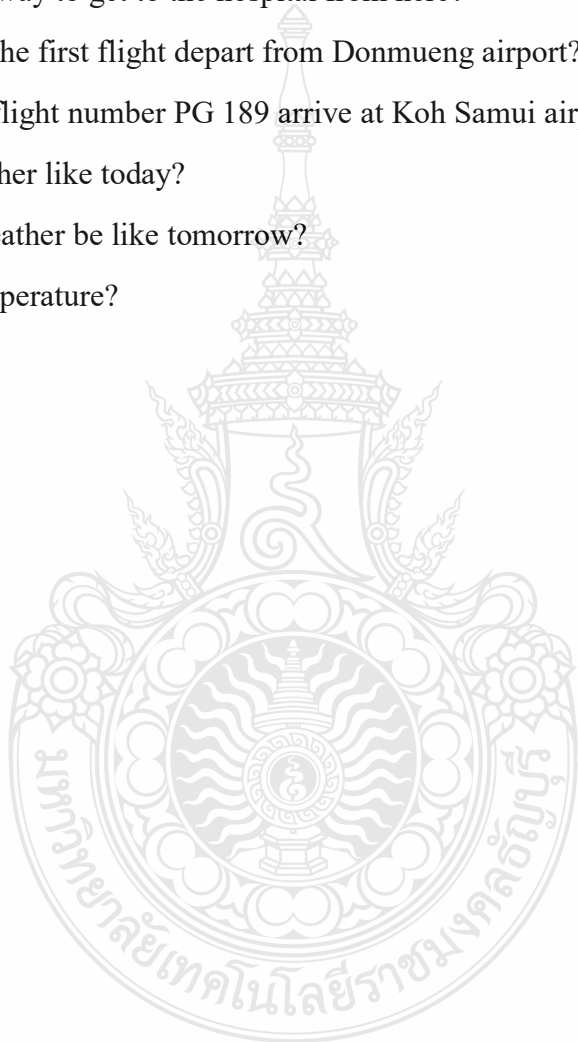 way to get to the hospital from here?
he first flight depart from Donmueng airport?
flight number PG 189 arrive at Koh Samui air
her like today?
eather be like tomorrow?
perature?
มหาวิทยาลัยเทคโนโลยีราชมงคลธัญบุรี